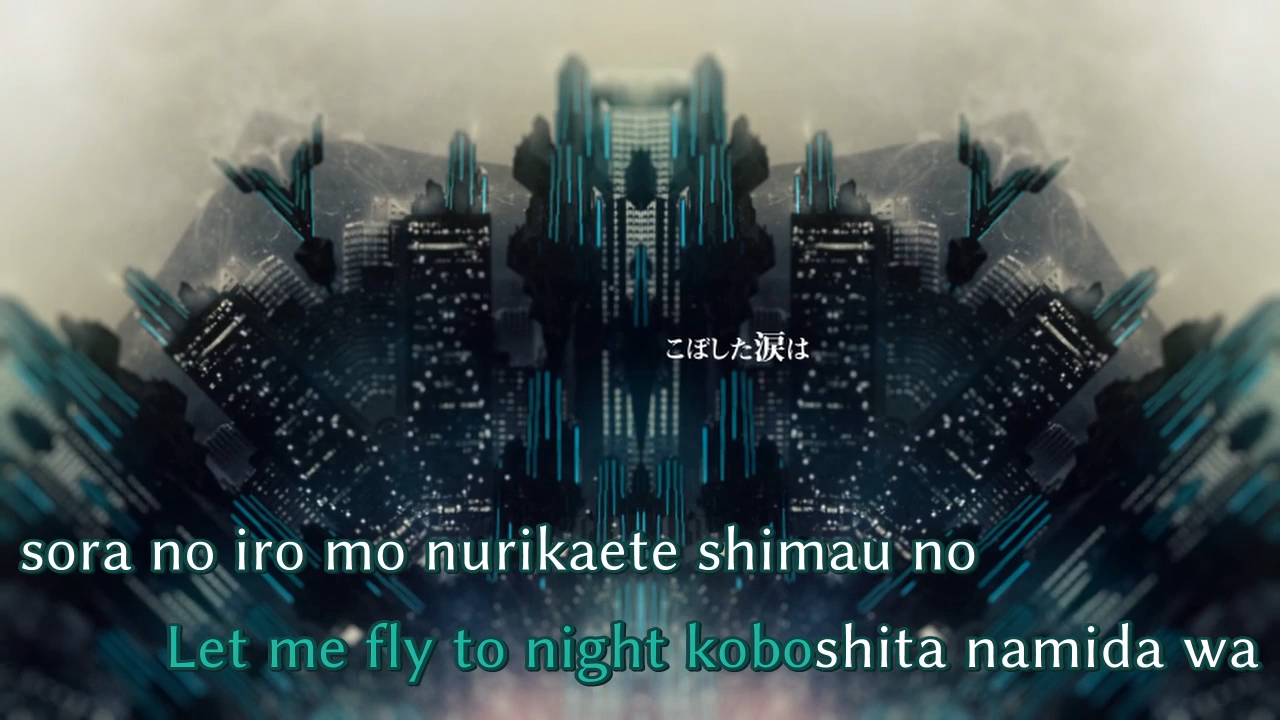 こぼした涙は
sora no iro mo nurikaete shimau no
Let me fly to night koboshita namida wa